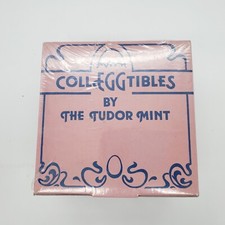 COLLEGGTIBLES
BY
THE TUDOR MINT